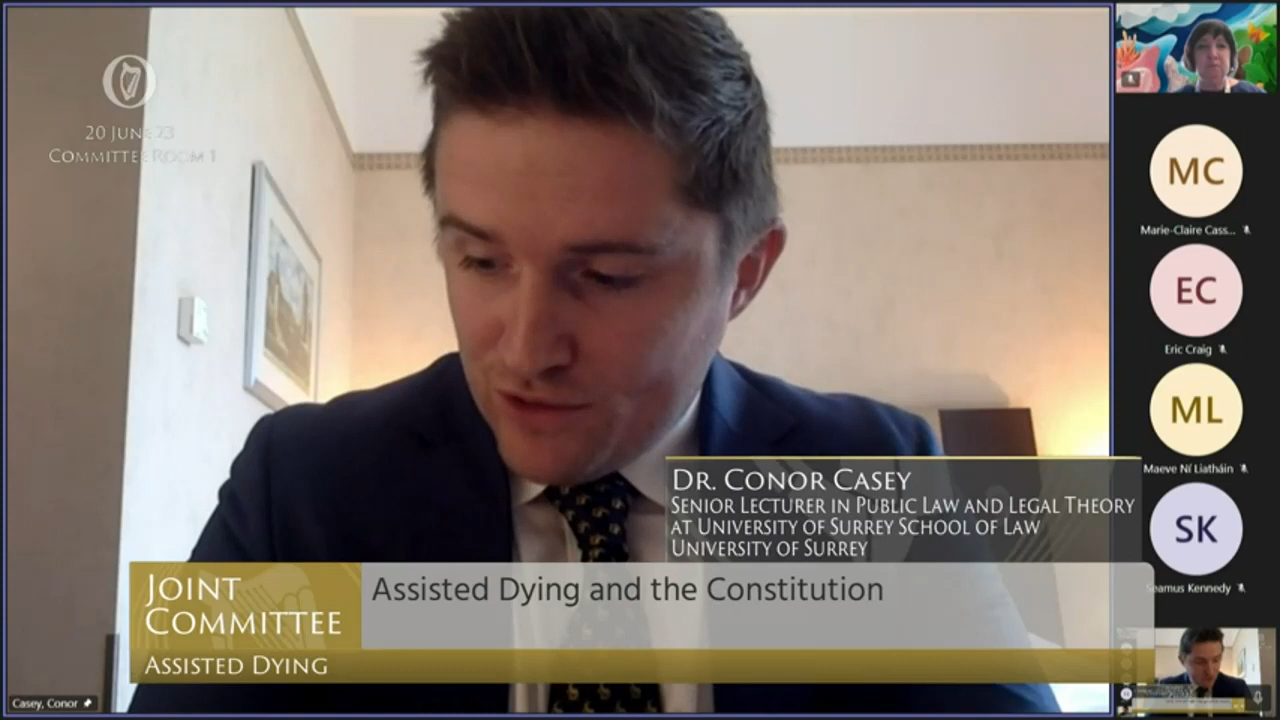 20 JUNE 23
COMMITTEE ROOM 1
DR. CONOR CASEY
SENIOR LECTURER IN PUBLIC LAW AND LEGAL THEORY
AT UNIVERSITY OF SURREY SCHOOL OF LAW
UNIVERSITY OF SURREY
JOINT
COMMITTEE
Assisted Dying and the Constitution
ASSISTED DYING
Casey, Conor
MC
Marie-Claire Cass...
EC
Eric Craig
ML
Maeve Ní Liatháin
SK
Seamus Kennedy